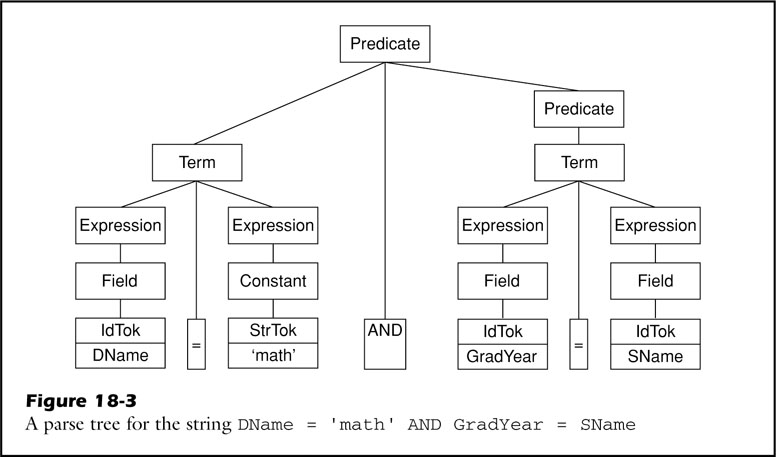 Predicate
Predicate
Term
Term
Expression
Expression
Expression
Expression
Field
Constant
Field
Field
IdTok
StrTok
AND
IdTok
IdTok
DName
=
‘math’
GradYear
=
SName
Figure 18-3
A parse tree for the string DName = 'math' AND GradYear = SName